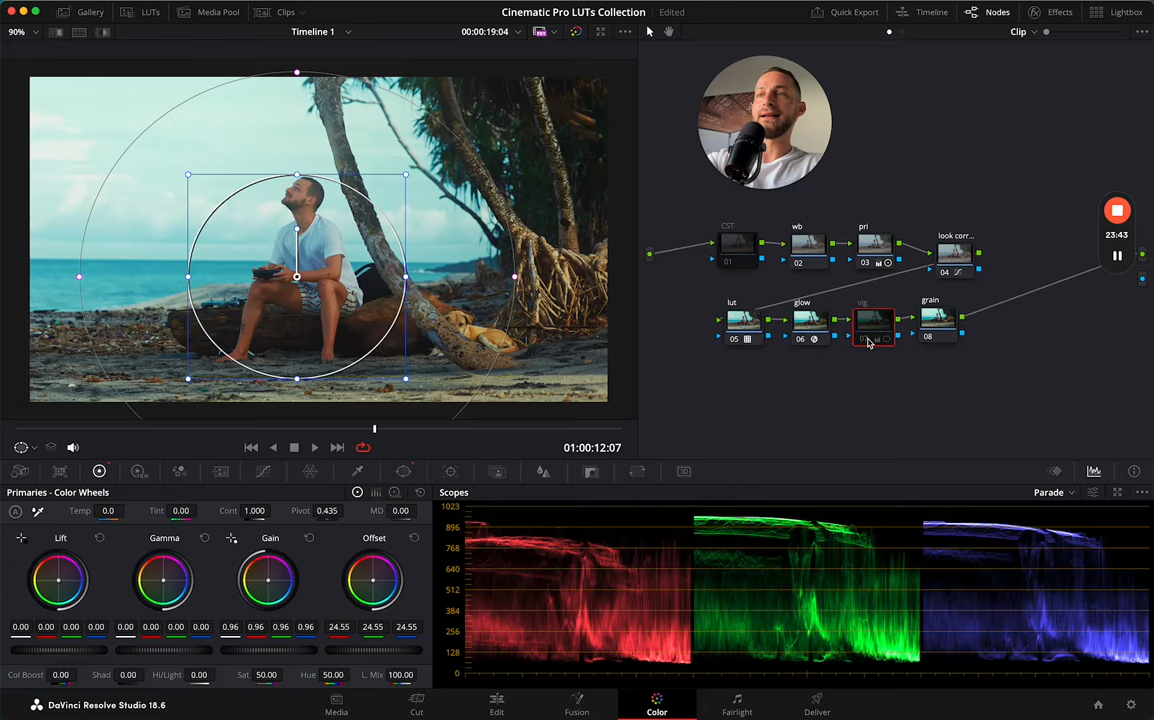 Gallery LUTs Media Pool Clips Cinematic Pro LUTs Collection Edited Quick Export Timeline Nodes Effects Lightbox
90% Timeline 1 00:00:19:04 Clip
CST wb pri look corr...
01 02 03 04
23:43
lut glow vig grain
05 06 07 08
01:00:12:07
Primaries - Color Wheels
Temp 0.0 Tint 0.00 Cont 1.000 Pivot 0.435 MD 0.00
Lift Gamma Gain Offset
0.00 0.00 0.00 0.00 0.00 0.00 0.00 0.00 0.96 0.96 0.96 0.96 24.55 24.55 24.55
Col Boost 0.00 Shad 0.00 Hi/Light 0.00 Sat 50.00 Hue 50.00 L. Mix 100.00
Scopes Parade
1023
896
768
640
512
384
256
128
0
DaVinci Resolve Studio 18.6 Media Cut Edit Fusion Color Fairlight Deliver